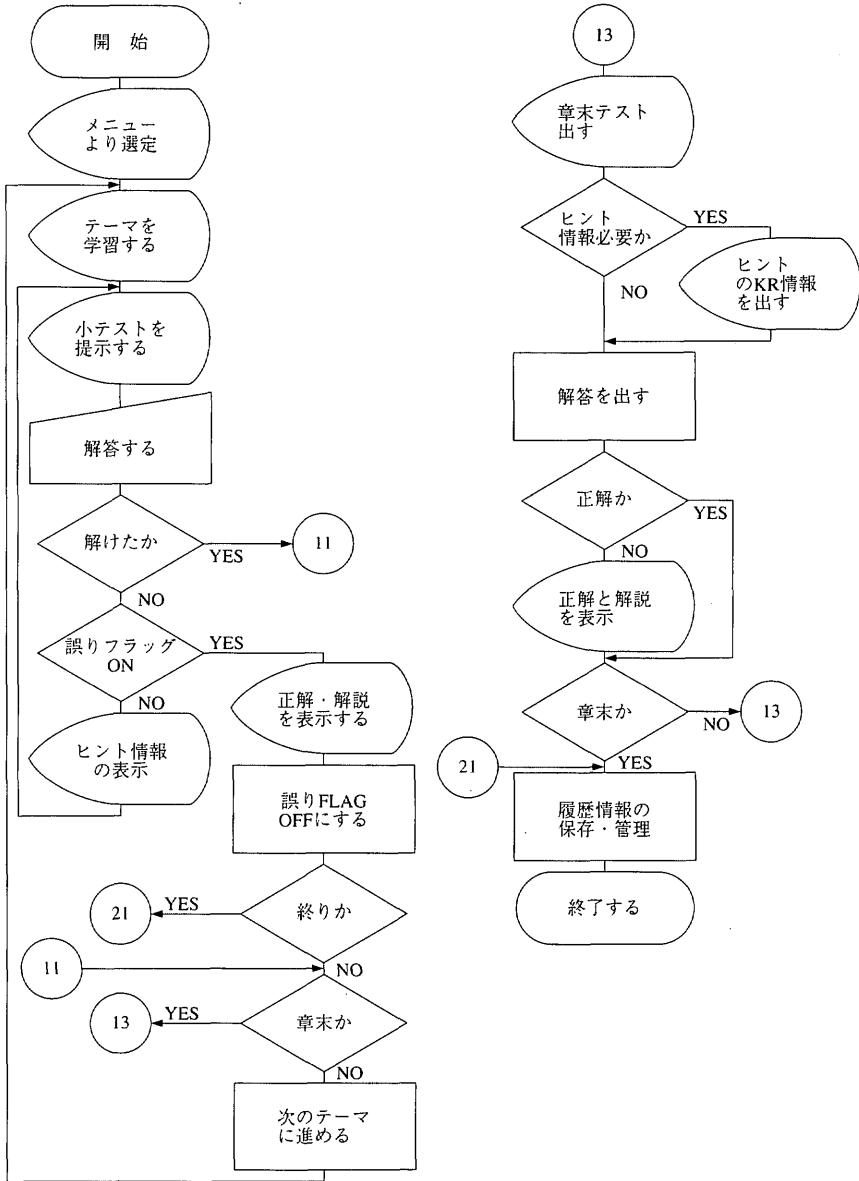 開 始
メニュー
より選定
テーマを
学習する
小テストを
提示する
解答する
解けたか
YES
11
NO
誤りフラッグ
ON
YES
NO
ヒント情報
の表示
正解・解説
を表示する
誤りFLAG
OFFにする
終りか
YES
21
NO
11
章末か
YES
13
NO
次のテーマ
に進める
13
章末テスト
出す
ヒント
情報必要か
YES
NO
ヒント
のKR情報
を出す
解答を出す
正解か
YES
NO
正解と解説
を表示
章末か
NO
13
YES
21
履歴情報の
保存・管理
終了する